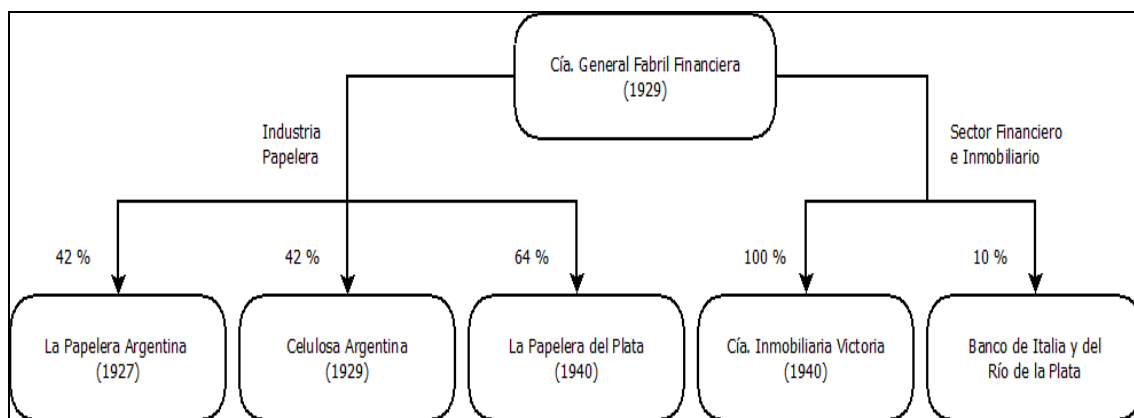 Cía. General Fabril Financiera
(1929)
Industria
Papelera
Sector Financiero
e Inmobiliario
42 %
42 %
64 %
100 %
10 %
La Papelera Argentina
(1927)
Celulosa Argentina
(1929)
La Papelera del Plata
(1940)
Cía. Inmobiliaria Victoria
(1940)
Banco de Italia y del
Río de la Plata